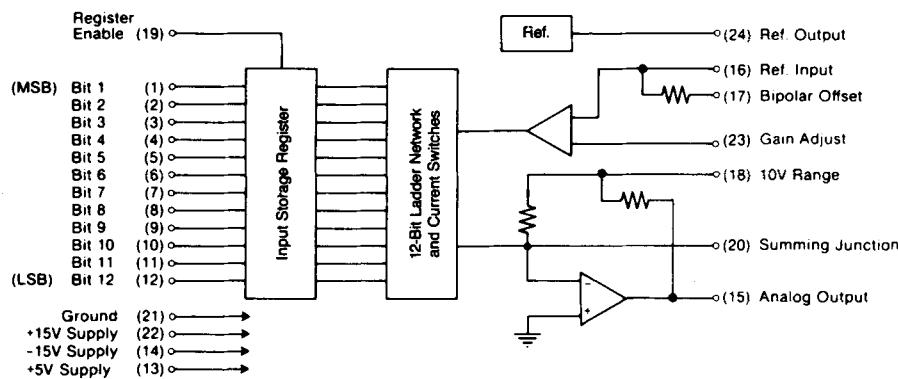 Register
Enable (19)
(MSB) Bit 1 (1)
Bit 2 (2)
Bit 3 (3)
Bit 4 (4)
Bit 5 (5)
Bit 6 (6)
Bit 7 (7)
Bit 8 (8)
Bit 9 (9)
Bit 10 (10)
Bit 11 (11)
(LSB) Bit 12 (12)
Ground (21)
+15V Supply (22)
-15V Supply (14)
+5V Supply (13)
Input Storage Register
12-Bit Ladder Network
and Current Switches
Ref.
(24) Ref. Output
(16) Ref. Input
(17) Bipolar Offset
(23) Gain Adjust
(18) 10V Range
(20) Summing Junction
−
+
(15) Analog Output